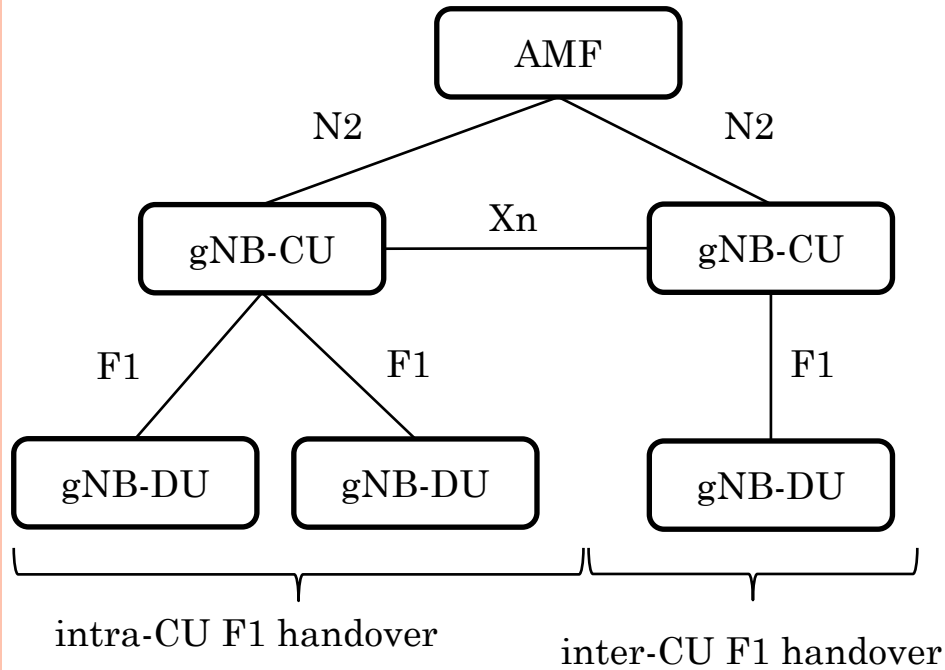 AMF
N2
N2
gNB-CU
Xn
gNB-CU
F1
F1
F1
gNB-DU
gNB-DU
gNB-DU
intra-CU F1 handover
inter-CU F1 handover